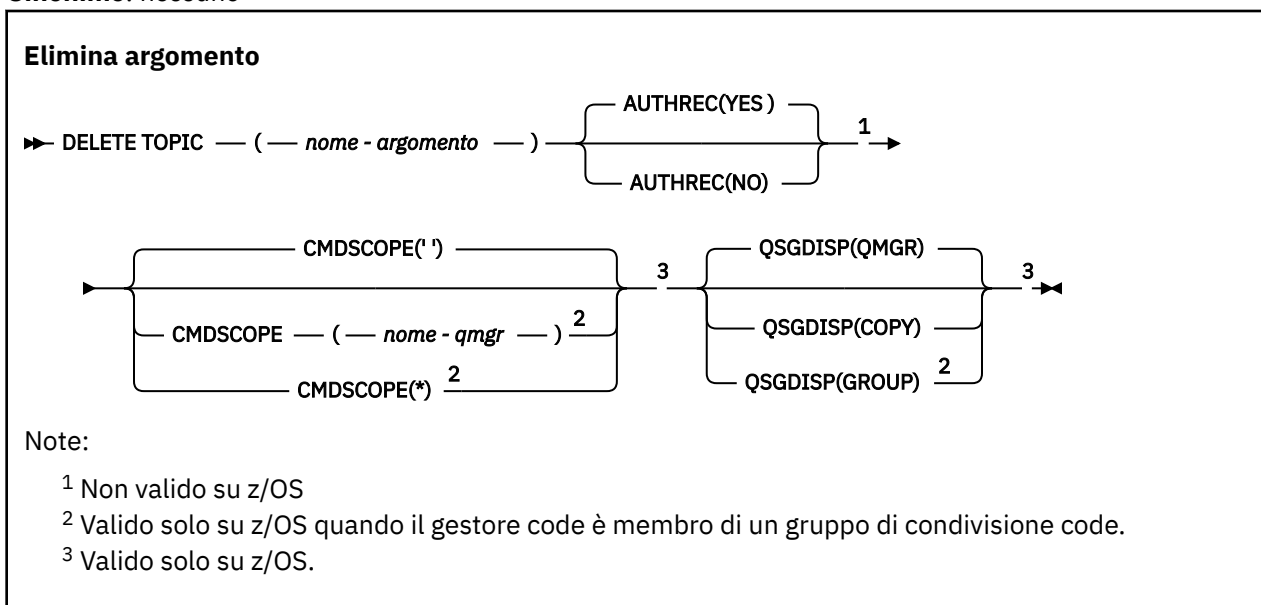 Elimina argomento
AUTHREC(YES )
DELETE TOPIC ( nome - argomento ) 1
AUTHREC(NO)
CMDSCOPE(' ') QSGDISP(QMGR)
3 3
CMDSCOPE ( nome - qmgr ) 2 QSGDISP(COPY)
CMDSCOPE(*) 2 QSGDISP(GROUP) 2
Note:
1 Non valido su z/OS
2 Valido solo su z/OS quando il gestore code è membro di un gruppo di condivisione code.
3 Valido solo su z/OS.